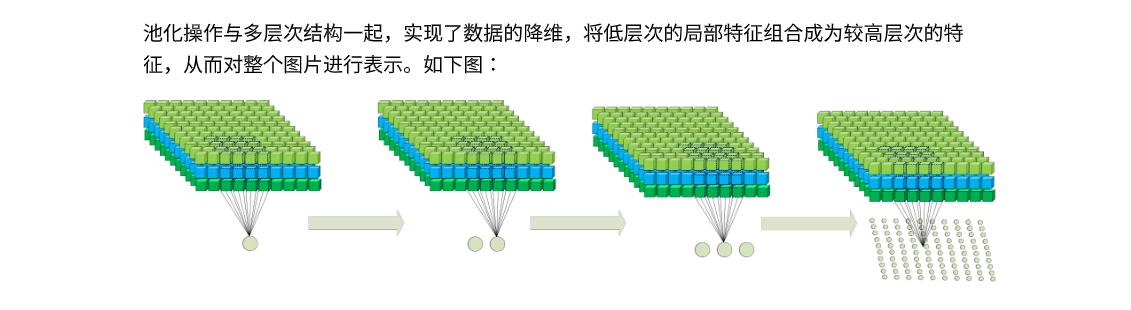 池化操作与多层次结构一起，实现了数据的降维，将低层次的局部特征组合成为较高层次的特
征，从而对整个图片进行表示。如下图：